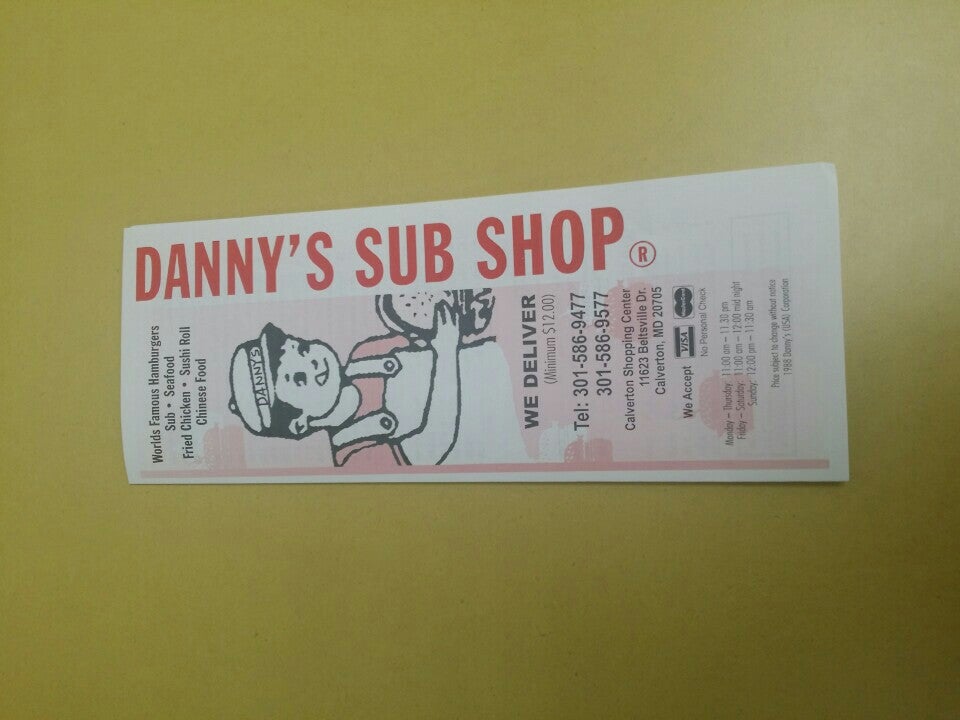 DANNY'S SUB SHOP ®
Worlds Famous Hamburgers
Sub • Seafood
Fried Chicken • Sushi Roll
Chinese Food
DANNYS
WE DELIVER
(Minimum $12.00)
Tel: 301-586-9477
301-586-9577
Calverton Shopping Center
11623 Beltsville Dr.
Calverton, MD 20705
We Accept VISA MasterCard
No Personal Check
Monday – Thursday: 11:00 am – 11:30 pm
Friday – Saturday: 11:00 am – 12:00 mid night
Sunday: 12:00 pm – 11:30 am
Price subject to change without notice
1988 Danny's (USA) Corporation